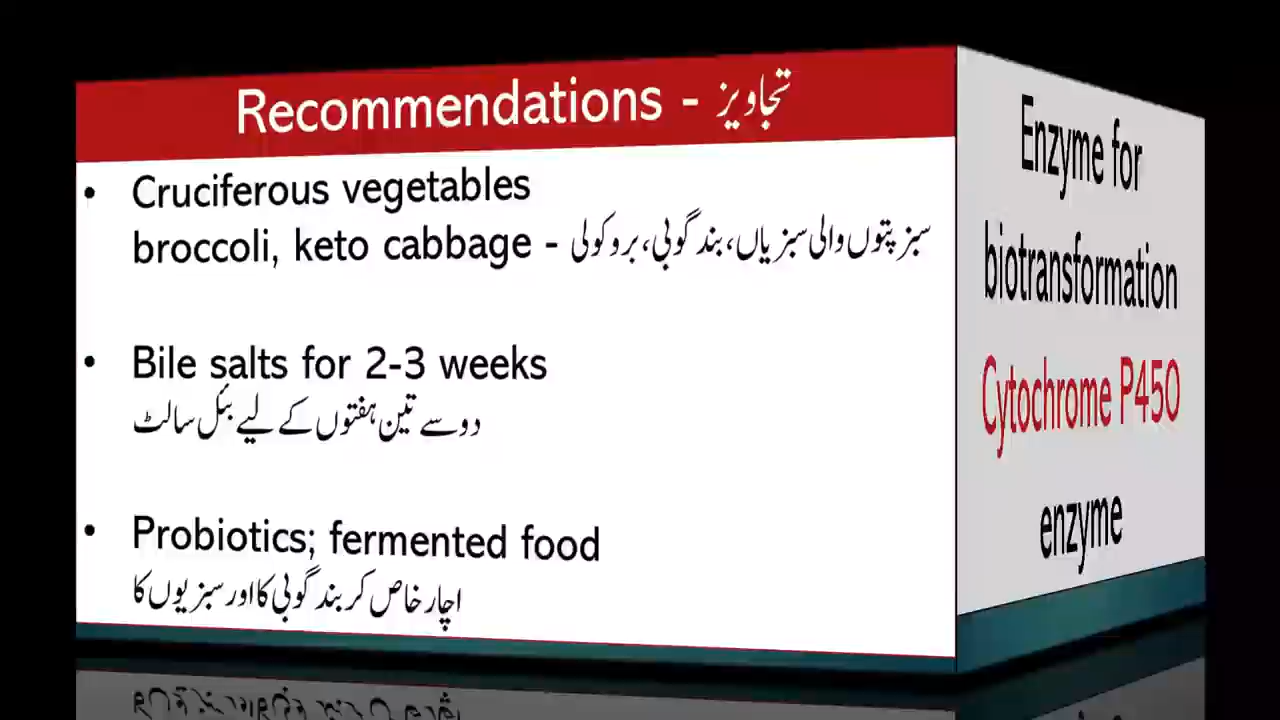 Recommendations - تجاویز
• Cruciferous vegetables
broccoli, keto cabbage - سبز پتوں والی سبزیاں، بند گوبی، بروکولی
• Bile salts for 2-3 weeks
دو سے تین ہفتوں کے لیے بئل سالٹ
• Probiotics; fermented food
اچار خاص کر بند گوبی کا اور سبزیوں کا
Enzyme for
biotransformation
Cytochrome P450
enzyme